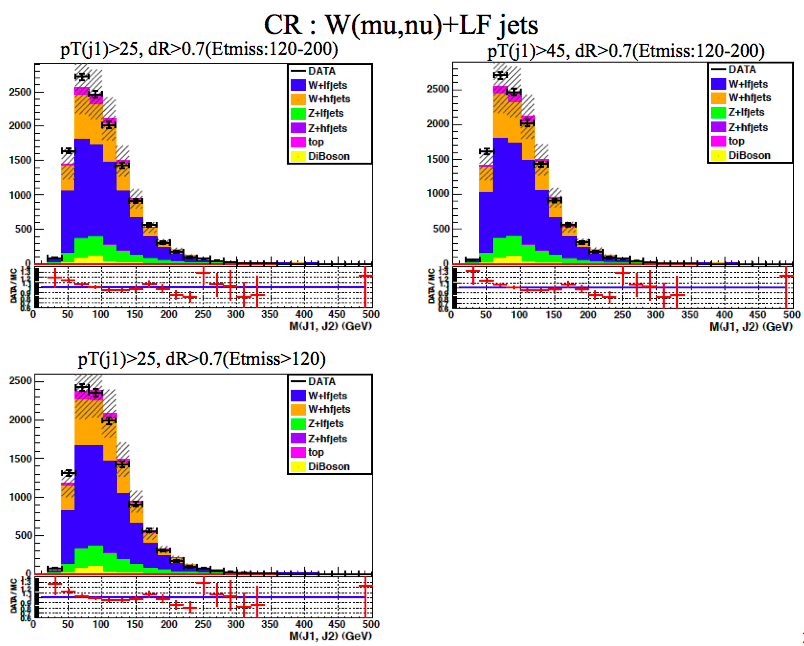 CR : W(mu,nu)+LF jets
pT(j1)>25, dR>0.7(Etmiss:120-200)
DATA
W+lfjets
W+hfjets
Z+lfjets
Z+hfjets
top
DiBoson
2500
2000
1500
1000
500
0
DATA / MC
0 50 100 150 200 250 300 350 400 450 500
M(J1, J2) (GeV)
pT(j1)>45, dR>0.7(Etmiss:120-200)
DATA
W+lfjets
W+hfjets
Z+lfjets
Z+hfjets
top
DiBoson
2500
2000
1500
1000
500
0
DATA / MC
0 50 100 150 200 250 300 350 400 450 500
M(J1, J2) (GeV)
pT(j1)>25, dR>0.7(Etmiss>120)
DATA
W+lfjets
W+hfjets
Z+lfjets
Z+hfjets
top
DiBoson
2500
2000
1500
1000
500
0
DATA / MC
0 50 100 150 200 250 300 350 400 450 500
M(J1, J2) (GeV)